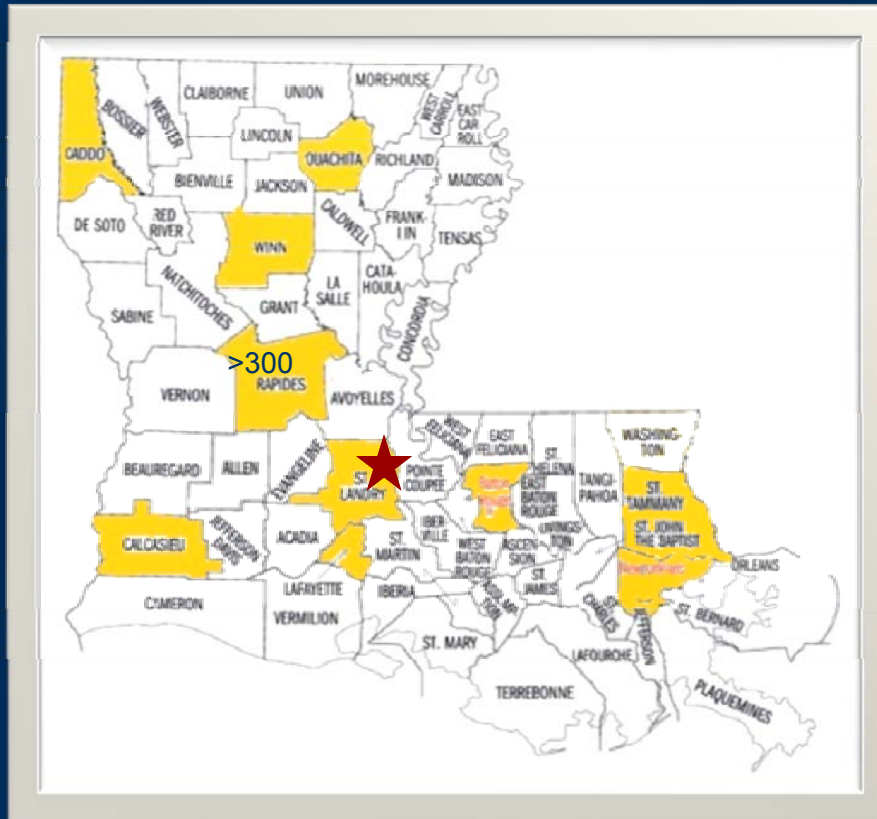 MOREHOUSE
CLAIBORNE
UNION
WEST
CARROLL
EAST
CAR
ROLL
BOSSIER
WEBSTER
LINCOLN
CADDO
OUACHITA
RICHLAND
MADISON
BIENVILLE
JACKSON
DE SOTO
RED
RIVER
CALDWELL
FRANK-
LIN
TENSAS
WINN
NATCHITOCHES
LA
SALLE
CATA-
HOULA
CONCORDIA
SABINE
GRANT
>300
RAPIDES
VERNON
AVOYELLES
WEST
FELICIANA
EAST
FELICIANA
ST.
HELENA
WASHING-
TON
BEAUREGARD
ALLEN
EVANGELINE
ST.
LANDRY
POINTE
COUPEE
EAST
BATON
ROUGE
TANGI-
PAHOA
ST.
TAMMANY
ST. JOHN
THE BAPTIST
CALCASIEU
JEFFERSON
DAVIS
ACADIA
ST.
MARTIN
IBER
VILLE
WEST
BATON
ROUGE
ASCEN-
SION
LIVINGS-
TON
ORLEANS
CAMERON
LAFAYETTE
VERMILION
IBERIA
ST.
JAMES
ST.
CHARLES
JEFFERSON
ST. BERNARD
ST. MARY
LAFOURCHE
TERREBONNE
PLAQUEMINES